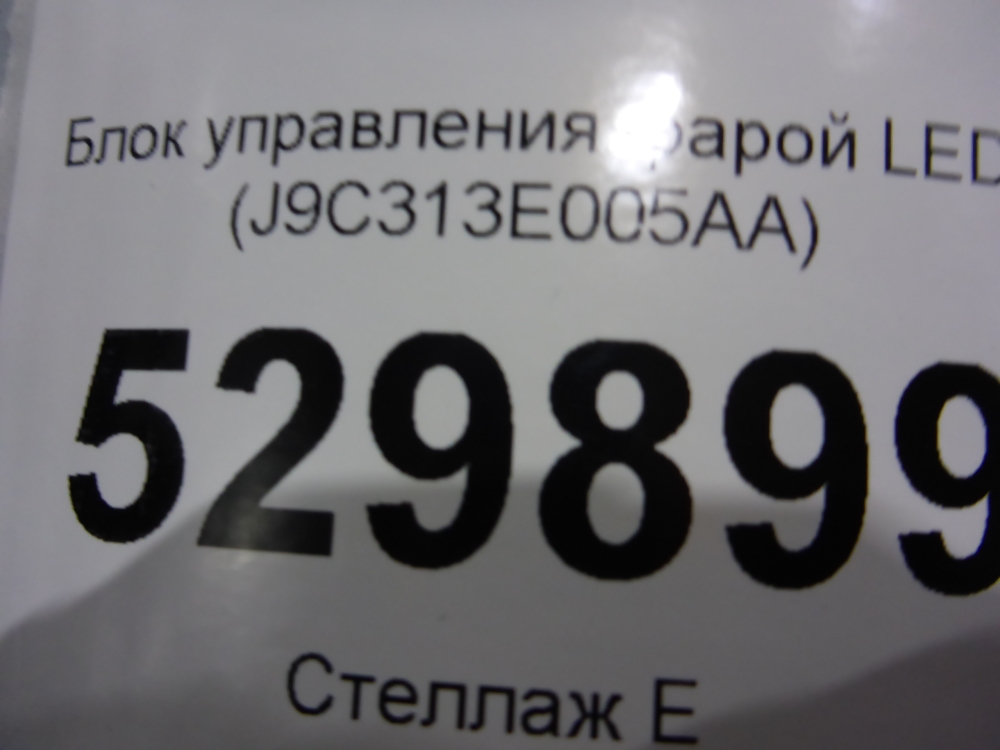 Блок управления фарой LED
(J9C313E005AA)
529899
Стеллаж E